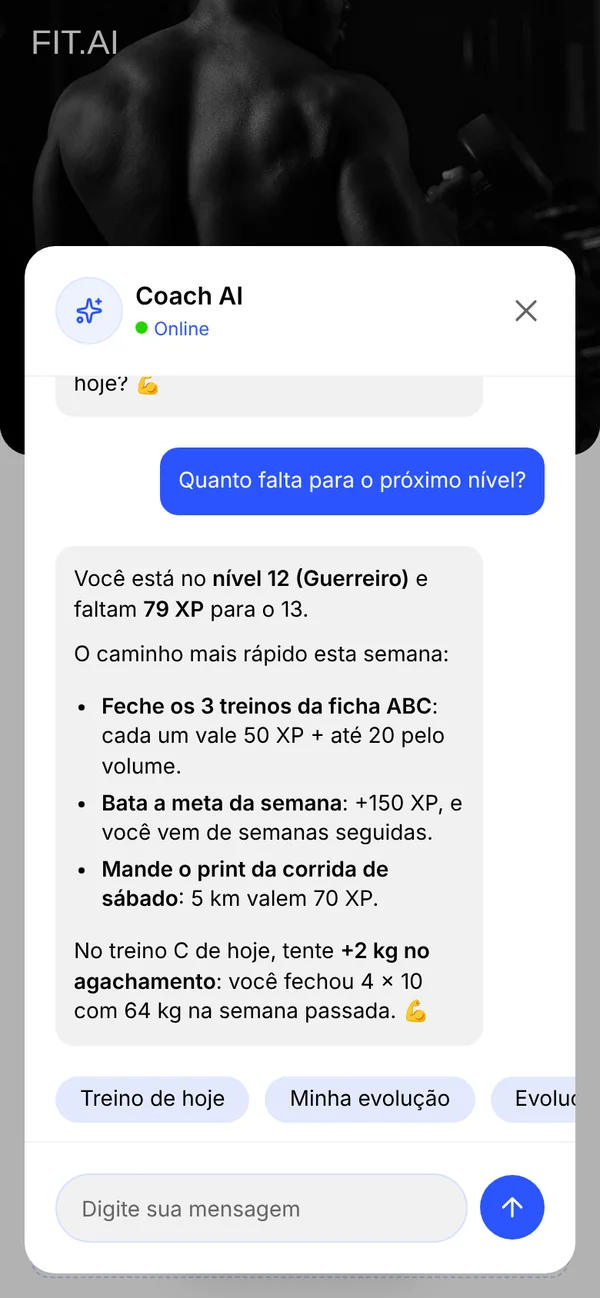 FIT.AI
Coach AI
Online
hoje? 💪
Quanto falta para o próximo nível?
Você está no nível 12 (Guerreiro) e
faltam 79 XP para o 13.
O caminho mais rápido esta semana:
• Feche os 3 treinos da ficha ABC:
cada um vale 50 XP + até 20 pelo
volume.
• Bata a meta da semana: +150 XP, e
você vem de semanas seguidas.
• Mande o print da corrida de
sábado: 5 km valem 70 XP.
No treino C de hoje, tente +2 kg no
agachamento: você fechou 4 × 10
com 64 kg na semana passada. 💪
Treino de hoje
Minha evolução
Digite sua mensagem